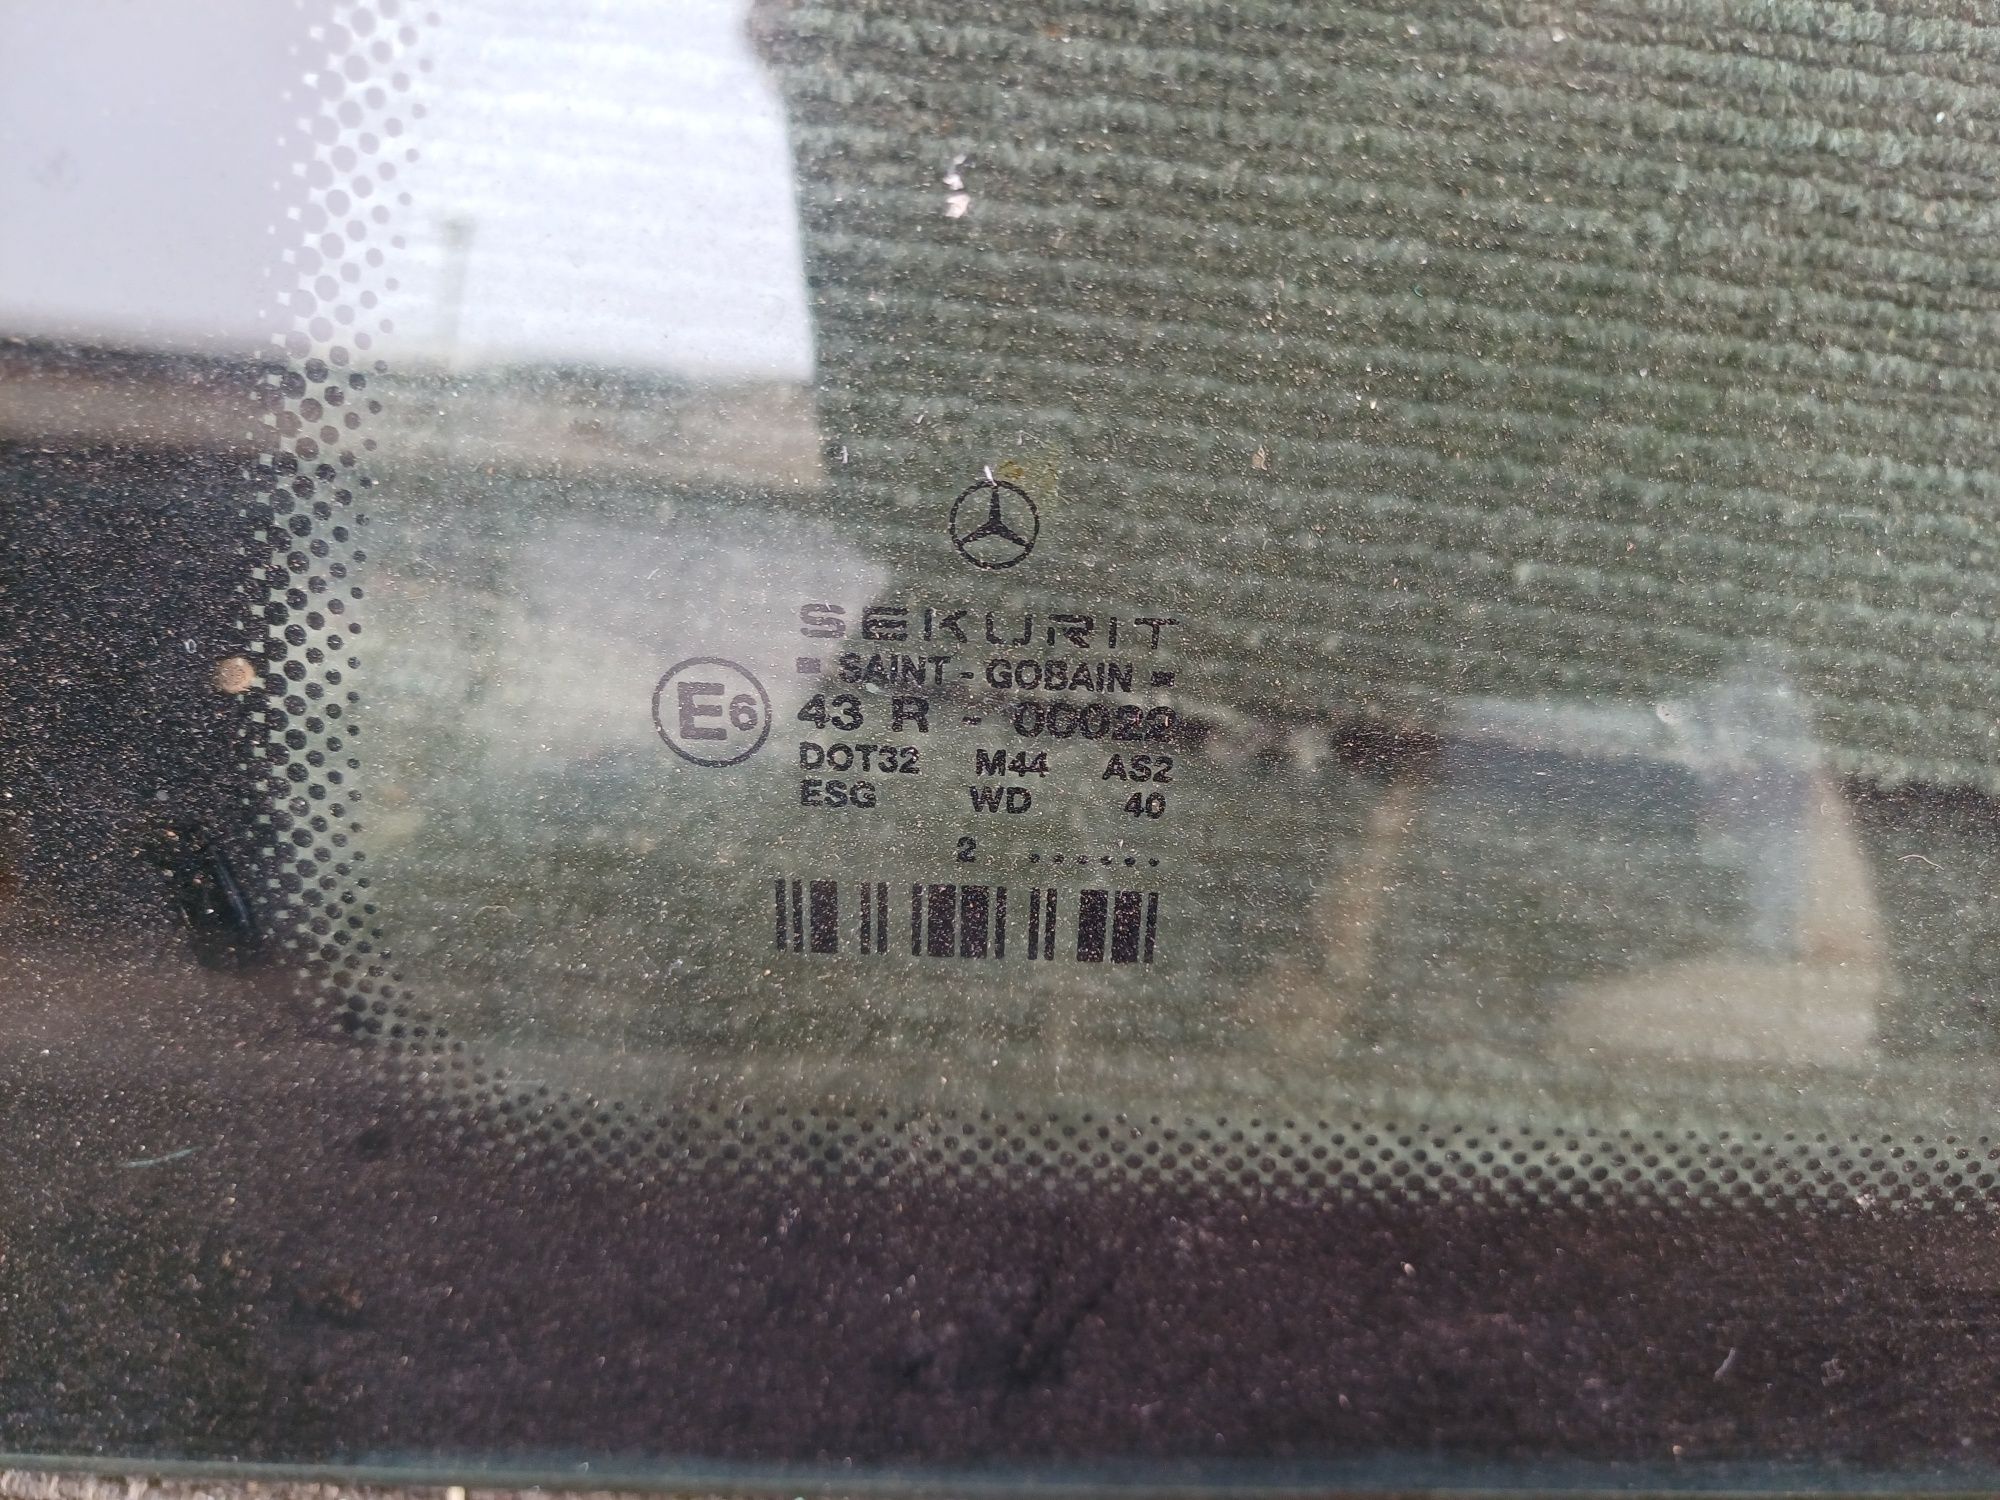 SEKURIT
SAINT - GOBAIN
E6 43 R - 00022
DOT32 M44 AS2
ESG WD 40
2 ......